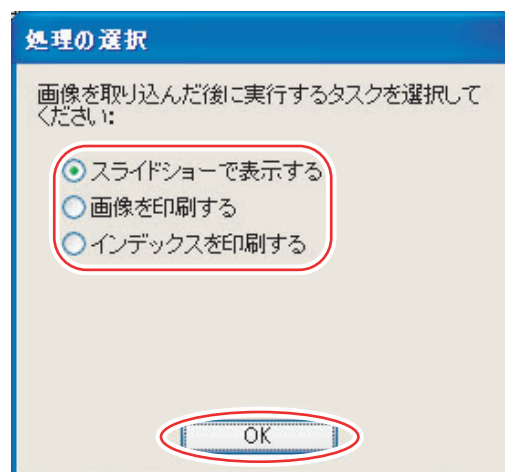 処理の選択
画像を取り込んだ後に実行するタスクを選択して
ください:
スライドショーで表示する
画像を印刷する
インデックスを印刷する
OK